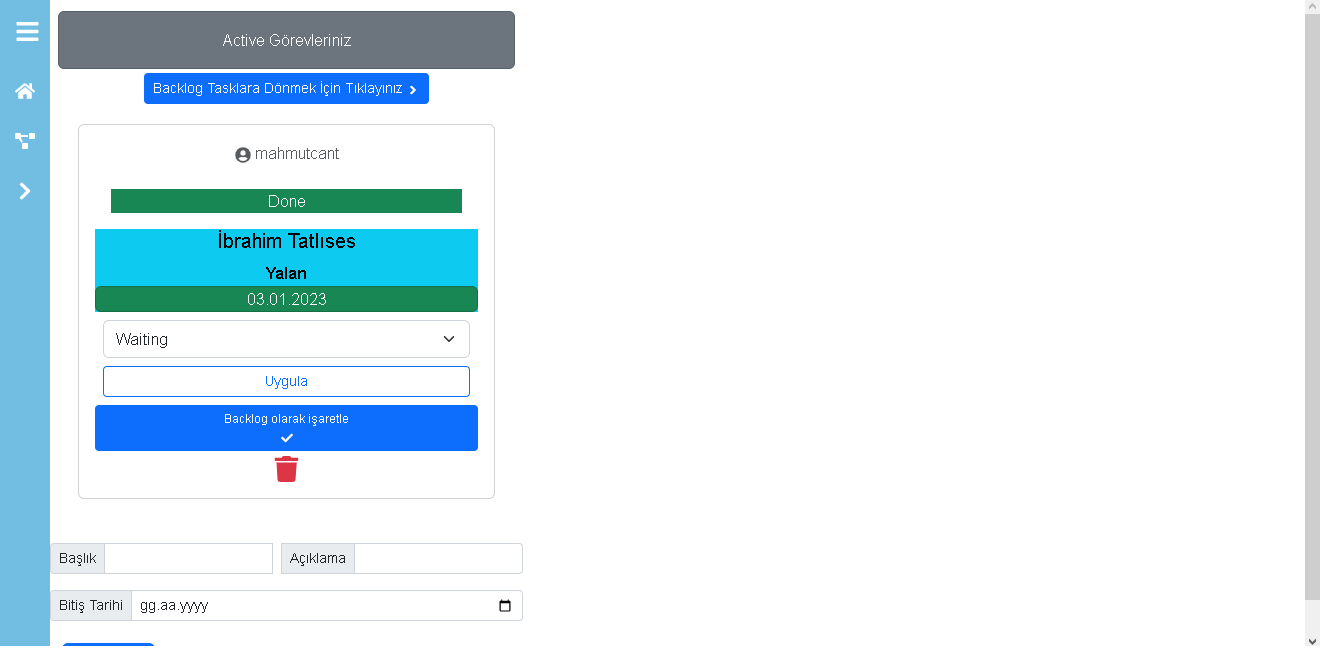 Active Görevleriniz
Backlog Tasklara Dönmek İçin Tıklayınız
mahmutcant
Done
İbrahim Tatlıses
Yalan
03.01.2023
Waiting
Uygula
Backlog olarak işaretle
Başlık
Açıklama
Bitiş Tarihi gg.aa.yyyy